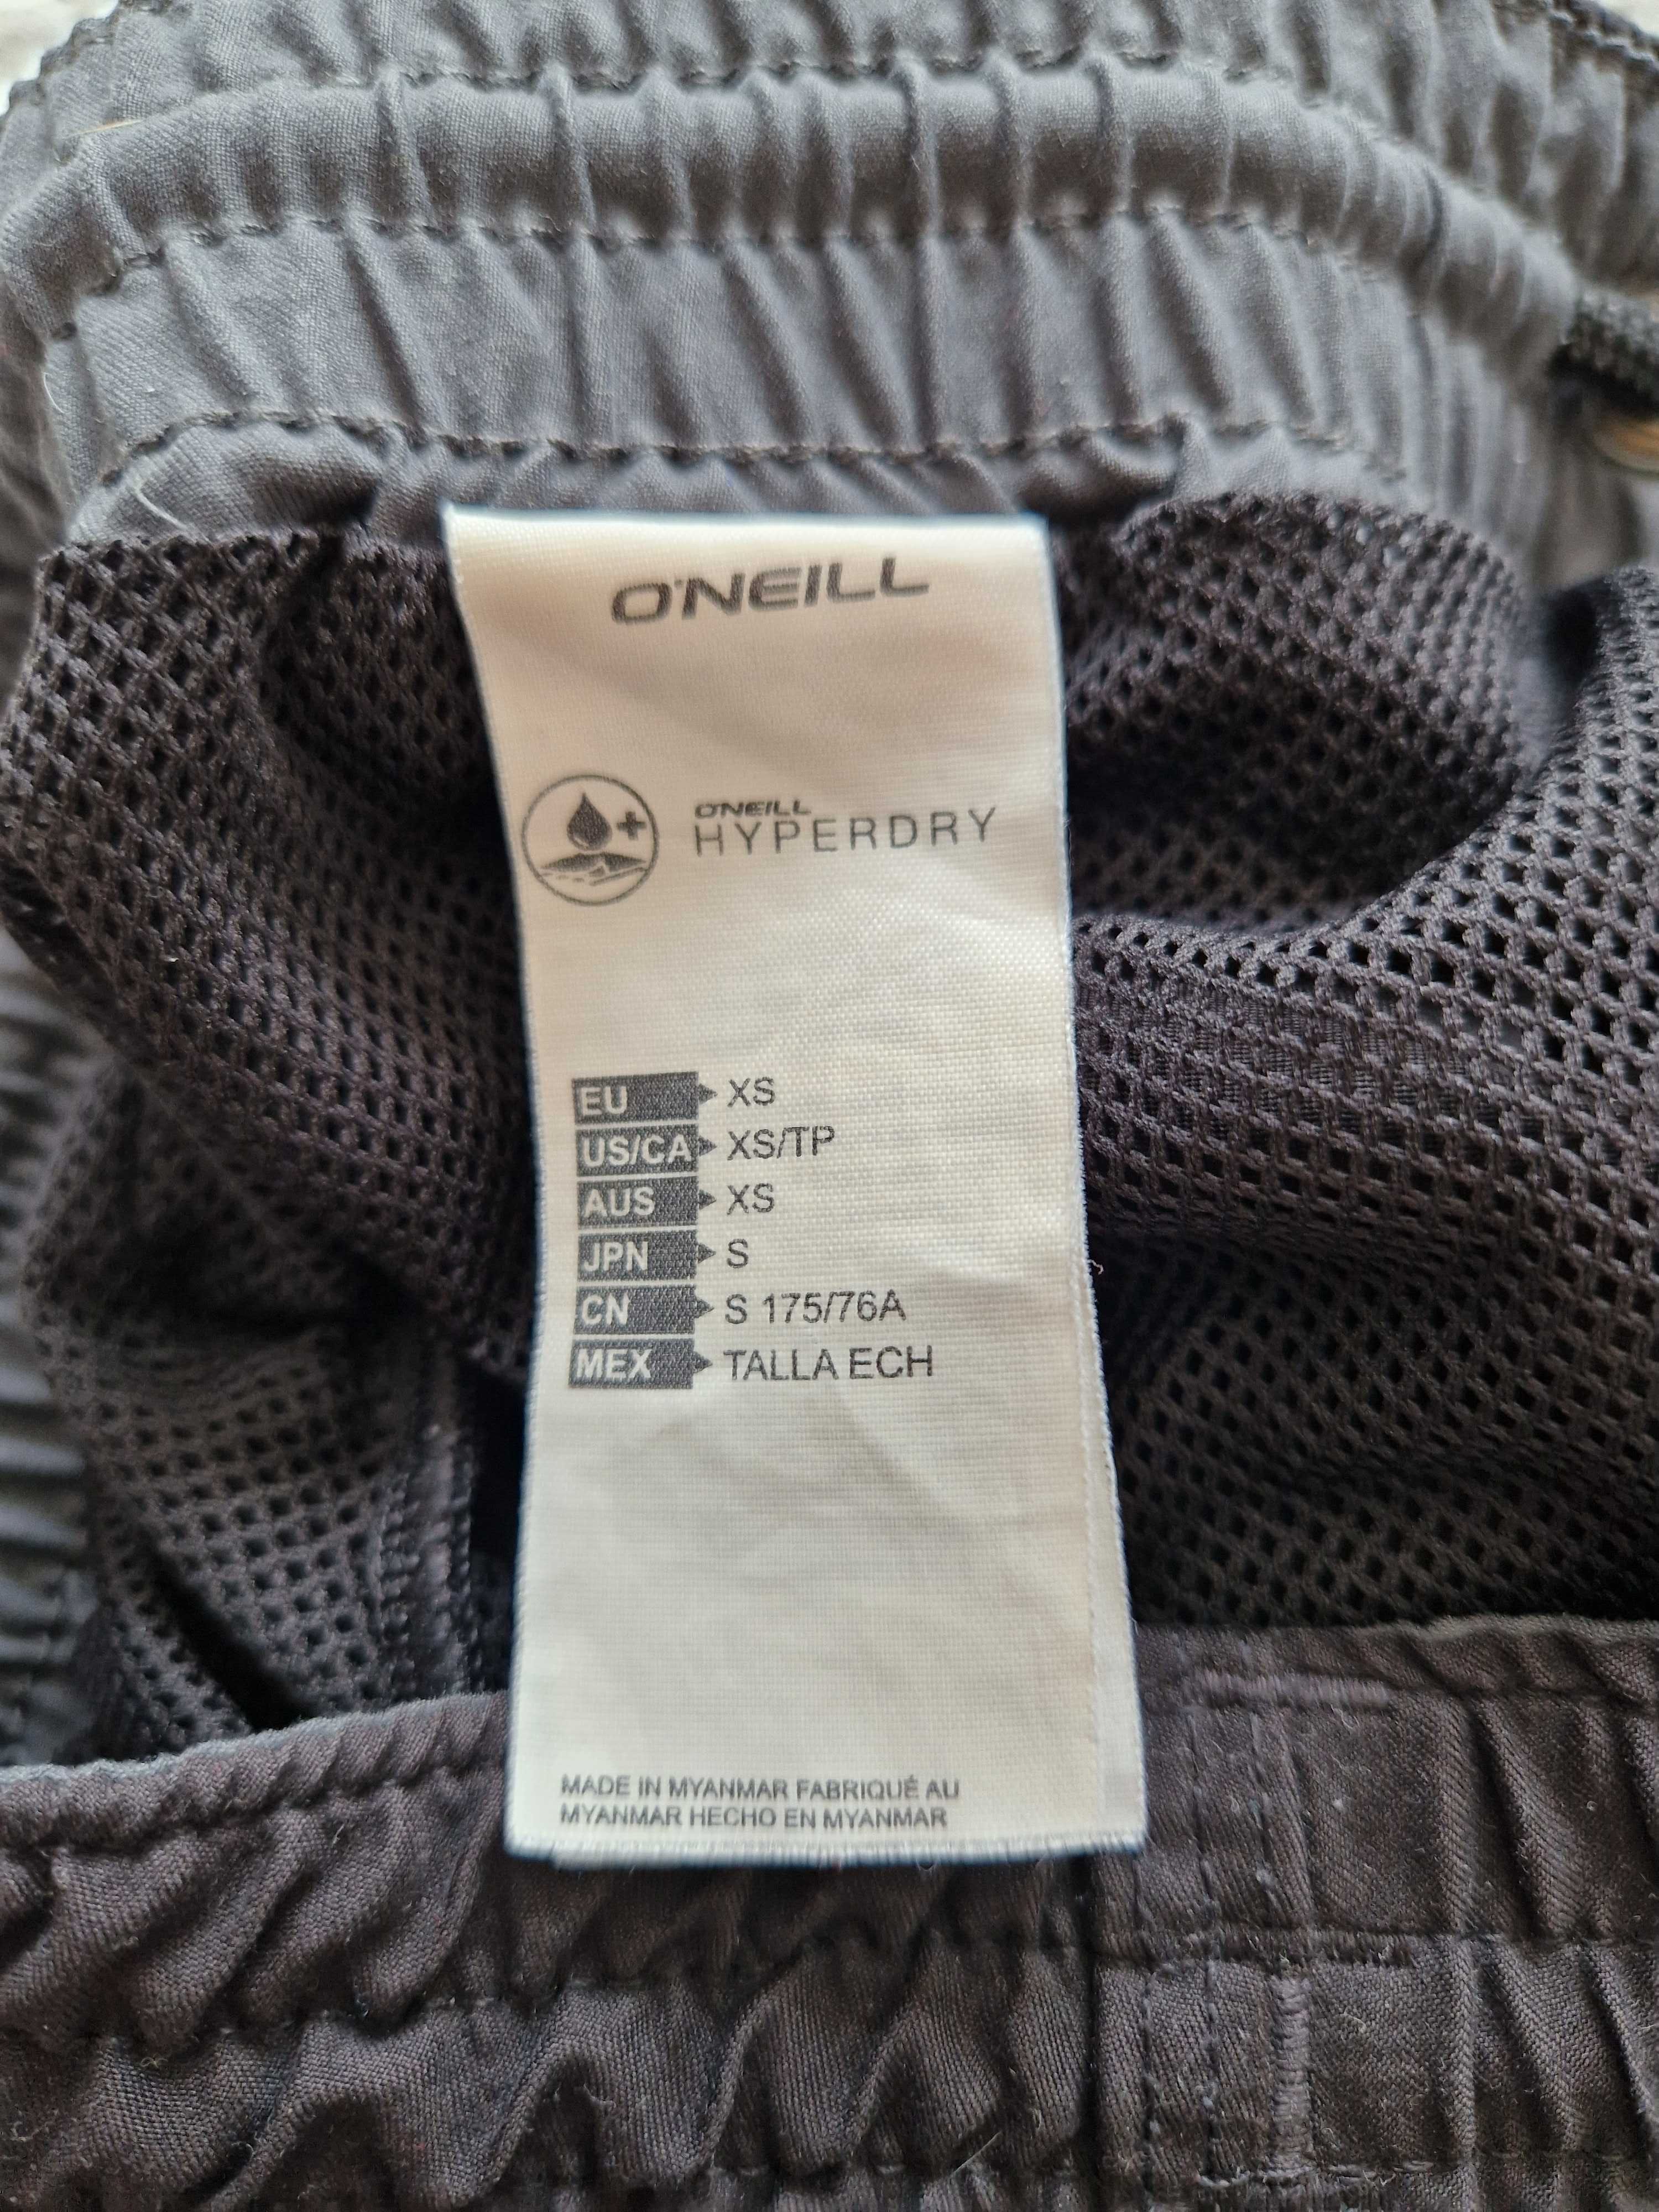 O'NEILL
O'NEILL
HYPERDRY
EU XS
US/CA XS/TP
AUS XS
JPN S
CN S 175/76A
MEX TALLA ECH
MADE IN MYANMAR FABRIQUÉ AU
MYANMAR HECHO EN MYANMAR